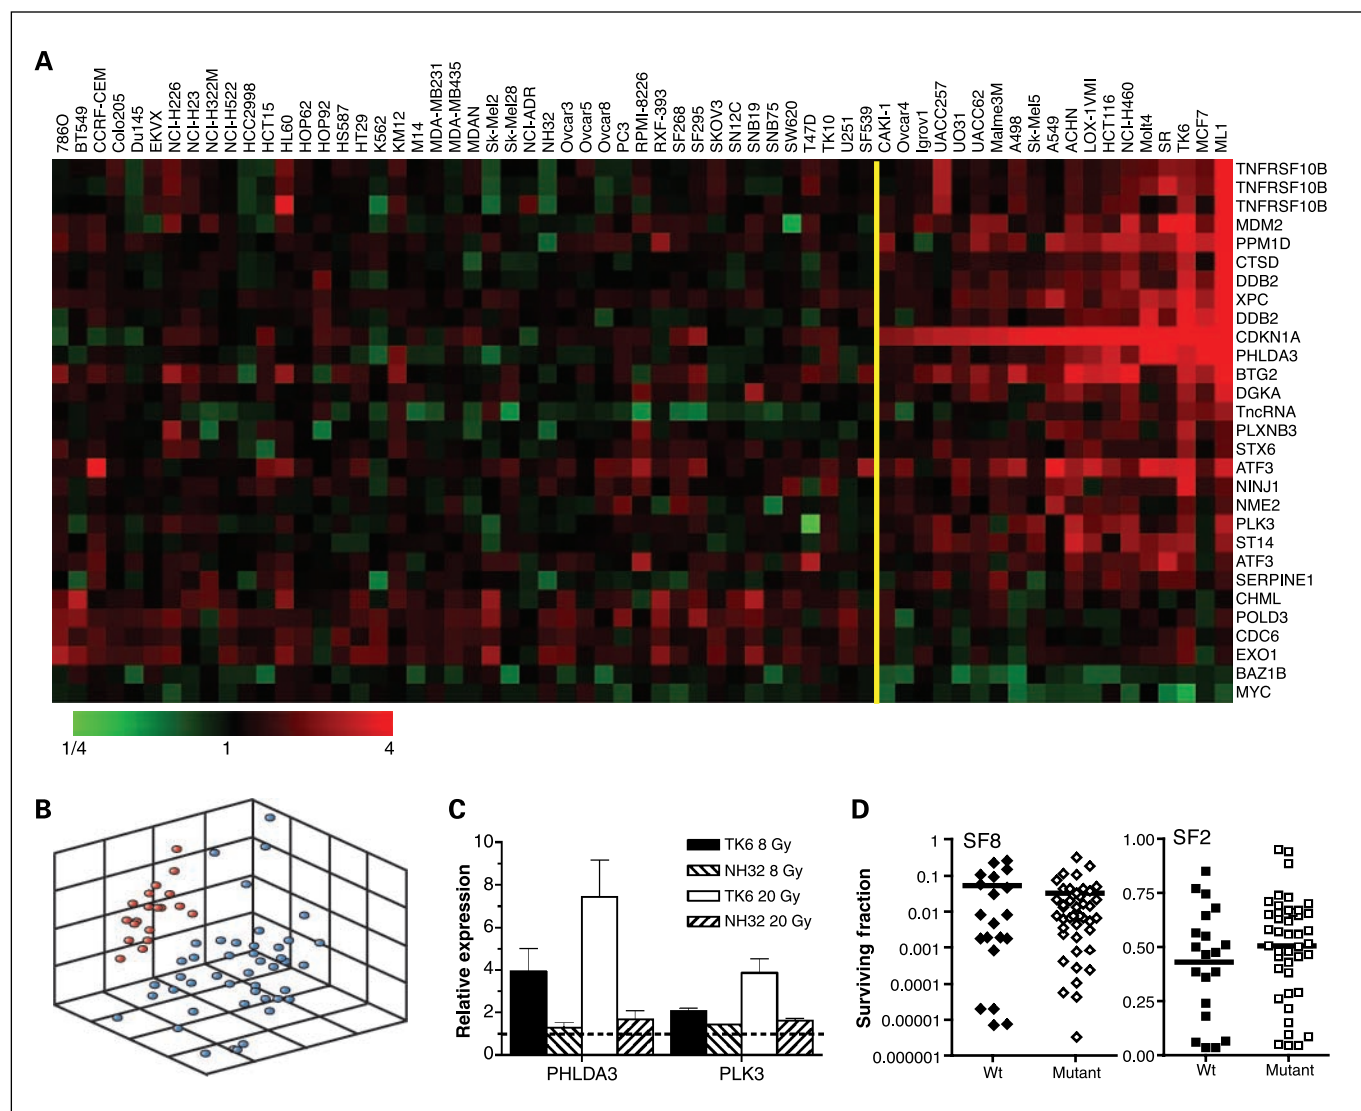 A
786O
BT549
CCRF-CEM
Colo205
Du145
EKVX
NCI-H226
NCI-H23
NCI-H322M
NCI-H522
HCC2998
HCT15
HL60
HOP62
HOP92
HS587
HT29
K562
KM12
M14
MDA-MB231
MDA-MB435
MDAN
Sk-Mel2
Sk-Mel28
NCI-ADR
NH32
Ovcar3
Ovcar5
Ovcar8
PC3
RPMI-8226
RXF-393
SF268
SF295
SKOV3
SN12C
SNB19
SNB75
SW620
T47D
TK10
U251
SF539
CAKI-1
Ovcar4
Igrov1
UACC257
UO31
UACC62
Malme3M
A498
Sk-Mel5
A549
ACHN
LOX-1VMI
HCT116
NCI-H460
Molt4
SR
TK6
MCF7
ML1
TNFRSF10B
TNFRSF10B
TNFRSF10B
MDM2
PPM1D
CTSD
DDB2
XPC
DDB2
CDKN1A
PHLDA3
BTG2
DGKA
TncRNA
PLXNB3
STX6
ATF3
NINJ1
NME2
PLK3
ST14
ATF3
SERPINE1
CHML
POLD3
CDC6
EXO1
BAZ1B
MYC
1/4 1 4
B
C
Relative expression
10
8
6
4
2
0
TK6 8 Gy
NH32 8 Gy
TK6 20 Gy
NH32 20 Gy
PHLDA3 PLK3
D
Surviving fraction
SF8
1
0.1
0.01
0.001
0.0001
0.00001
0.000001
Wt Mutant
SF2
1.00
0.75
0.50
0.25
0.00
Wt Mutant